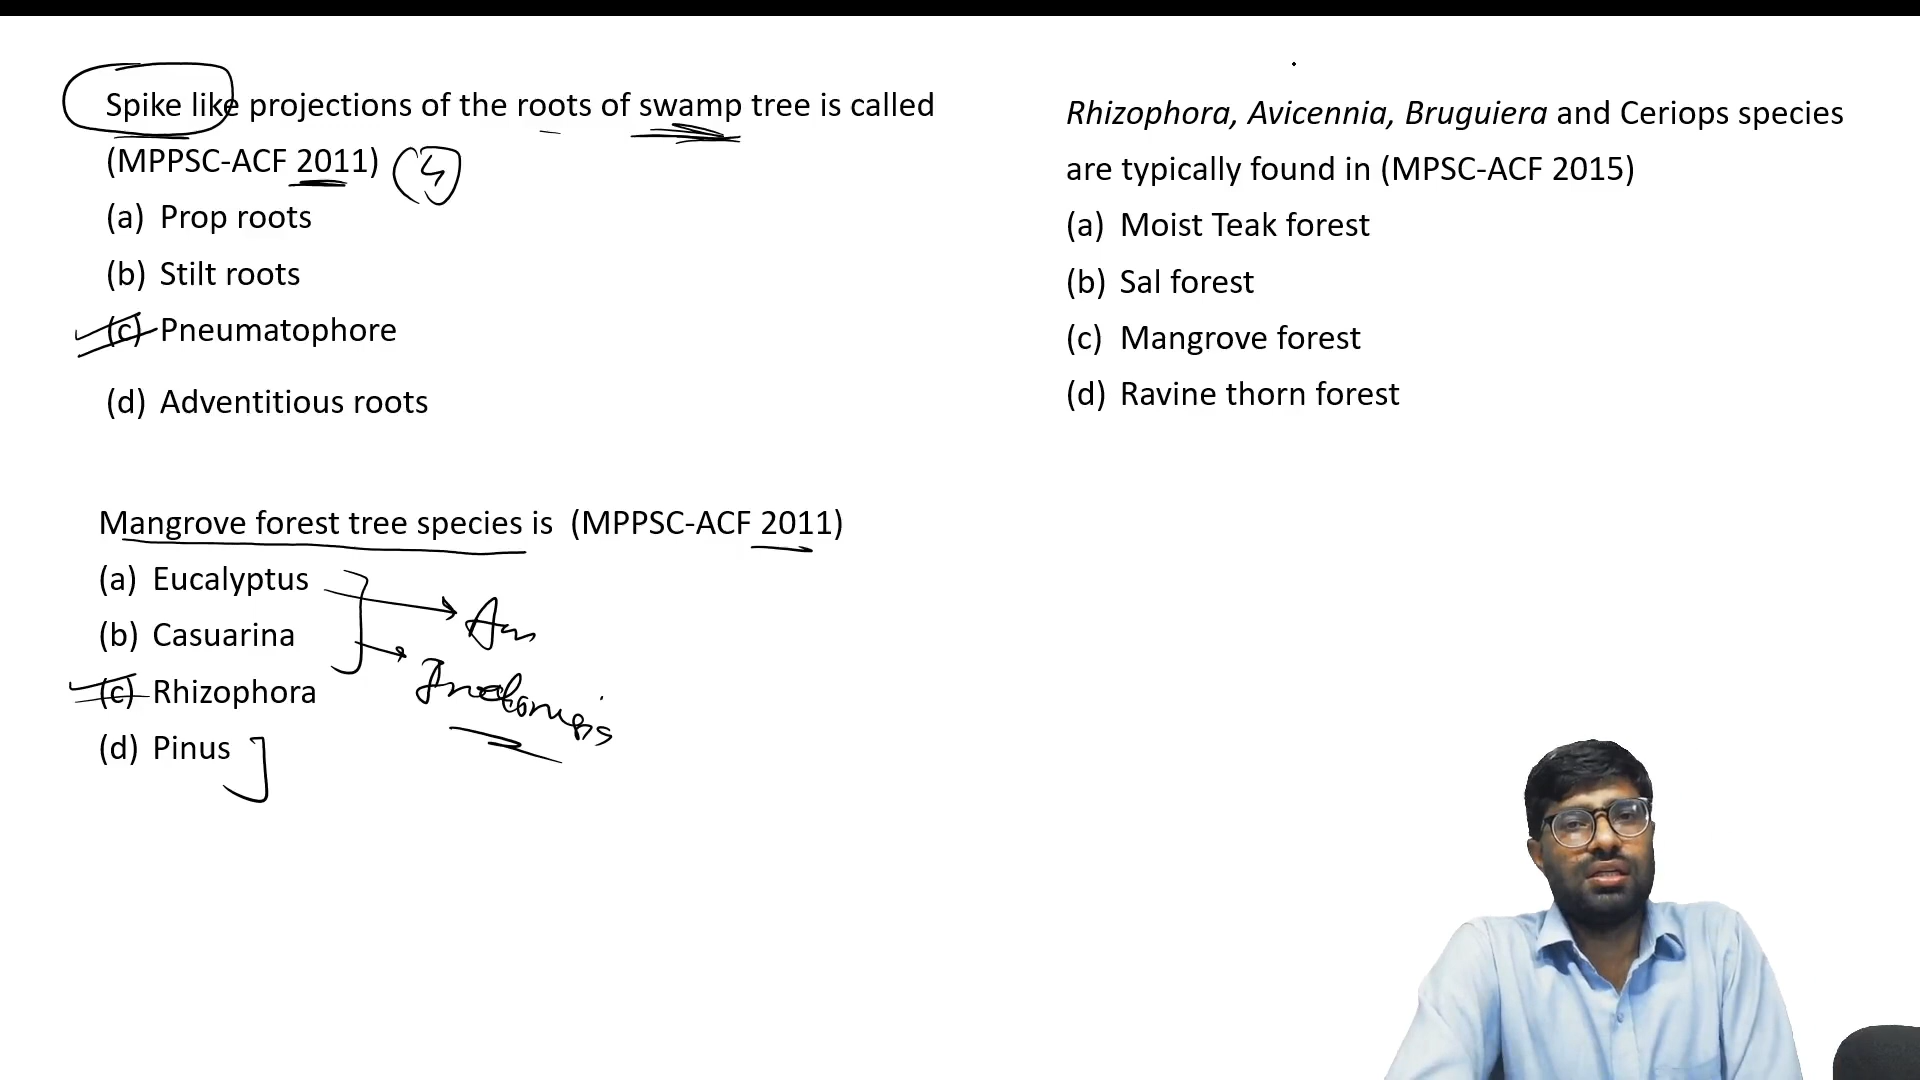 Spike like projections of the roots of swamp tree is called
(MPPSC-ACF 2011)
(a) Prop roots
(b) Stilt roots
(c) Pneumatophore
(d) Adventitious roots
Mangrove forest tree species is (MPPSC-ACF 2011)
(a) Eucalyptus
(b) Casuarina
(c) Rhizophora
(d) Pinus
Rhizophora, Avicennia, Bruguiera and Ceriops species
are typically found in (MPSC-ACF 2015)
(a) Moist Teak forest
(b) Sal forest
(c) Mangrove forest
(d) Ravine thorn forest